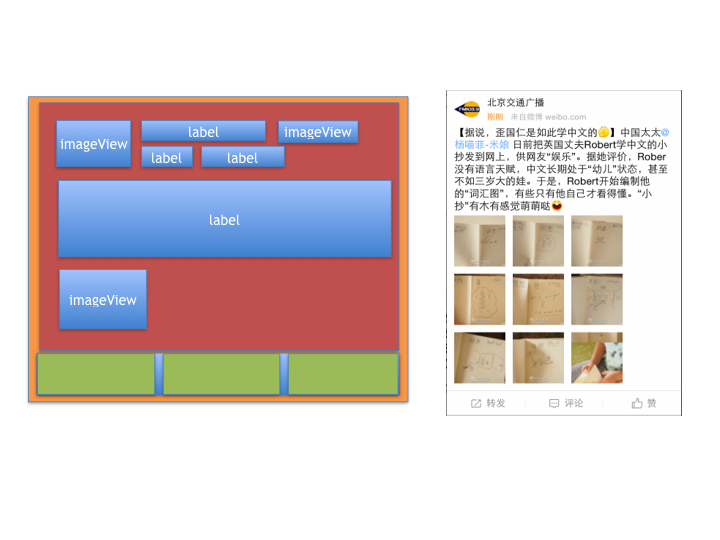 imageView
label
imageView
label
label
label
imageView
北京交通广播
刚刚 来自微博 weibo.com
【据说，歪国仁是如此学中文的】中国太太@
杨喵菲-米娘 日前把英国丈夫Robert学中文的小
抄发到网上，供网友“娱乐”。据她评价，Rober
没有语言天赋，中文长期处于“幼儿”状态，甚至
不如三岁大的娃。于是，Robert开始编制他
的“词汇图”，有些只有他自己才看得懂。“小
抄”有木有感觉萌萌哒
转发
评论
赞